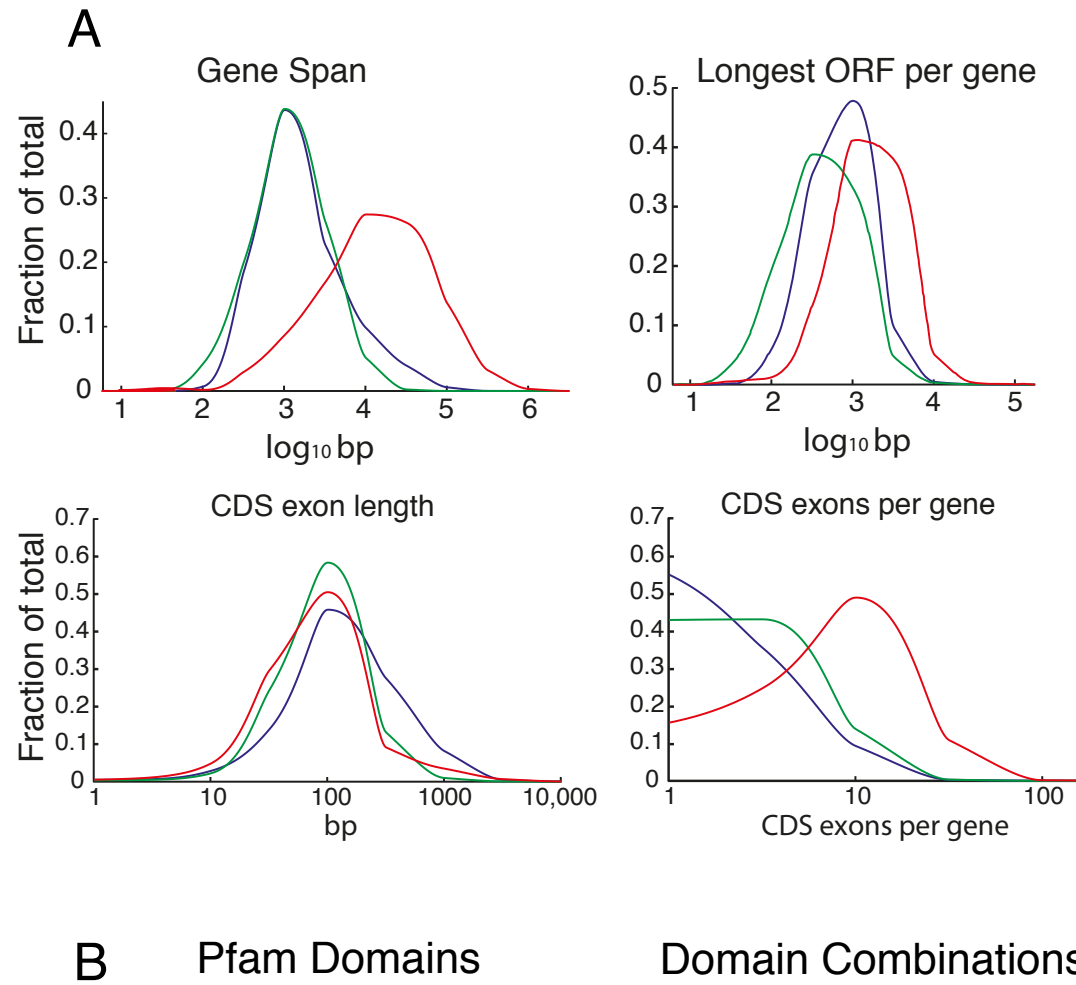 A
Gene Span
Fraction of total
0.4
0.3
0.2
0.1
0
1 2 3 4 5 6
log10 bp
Longest ORF per gene
0.5
0.4
0.3
0.2
0.1
0
1 2 3 4 5
log10 bp
CDS exon length
Fraction of total
0.7
0.6
0.5
0.4
0.3
0.2
0.1
0
1 10 100 1000 10,000
bp
CDS exons per gene
0.7
0.6
0.5
0.4
0.3
0.2
0.1
0
1 10 100
CDS exons per gene
B
Pfam Domains
Domain Combinations